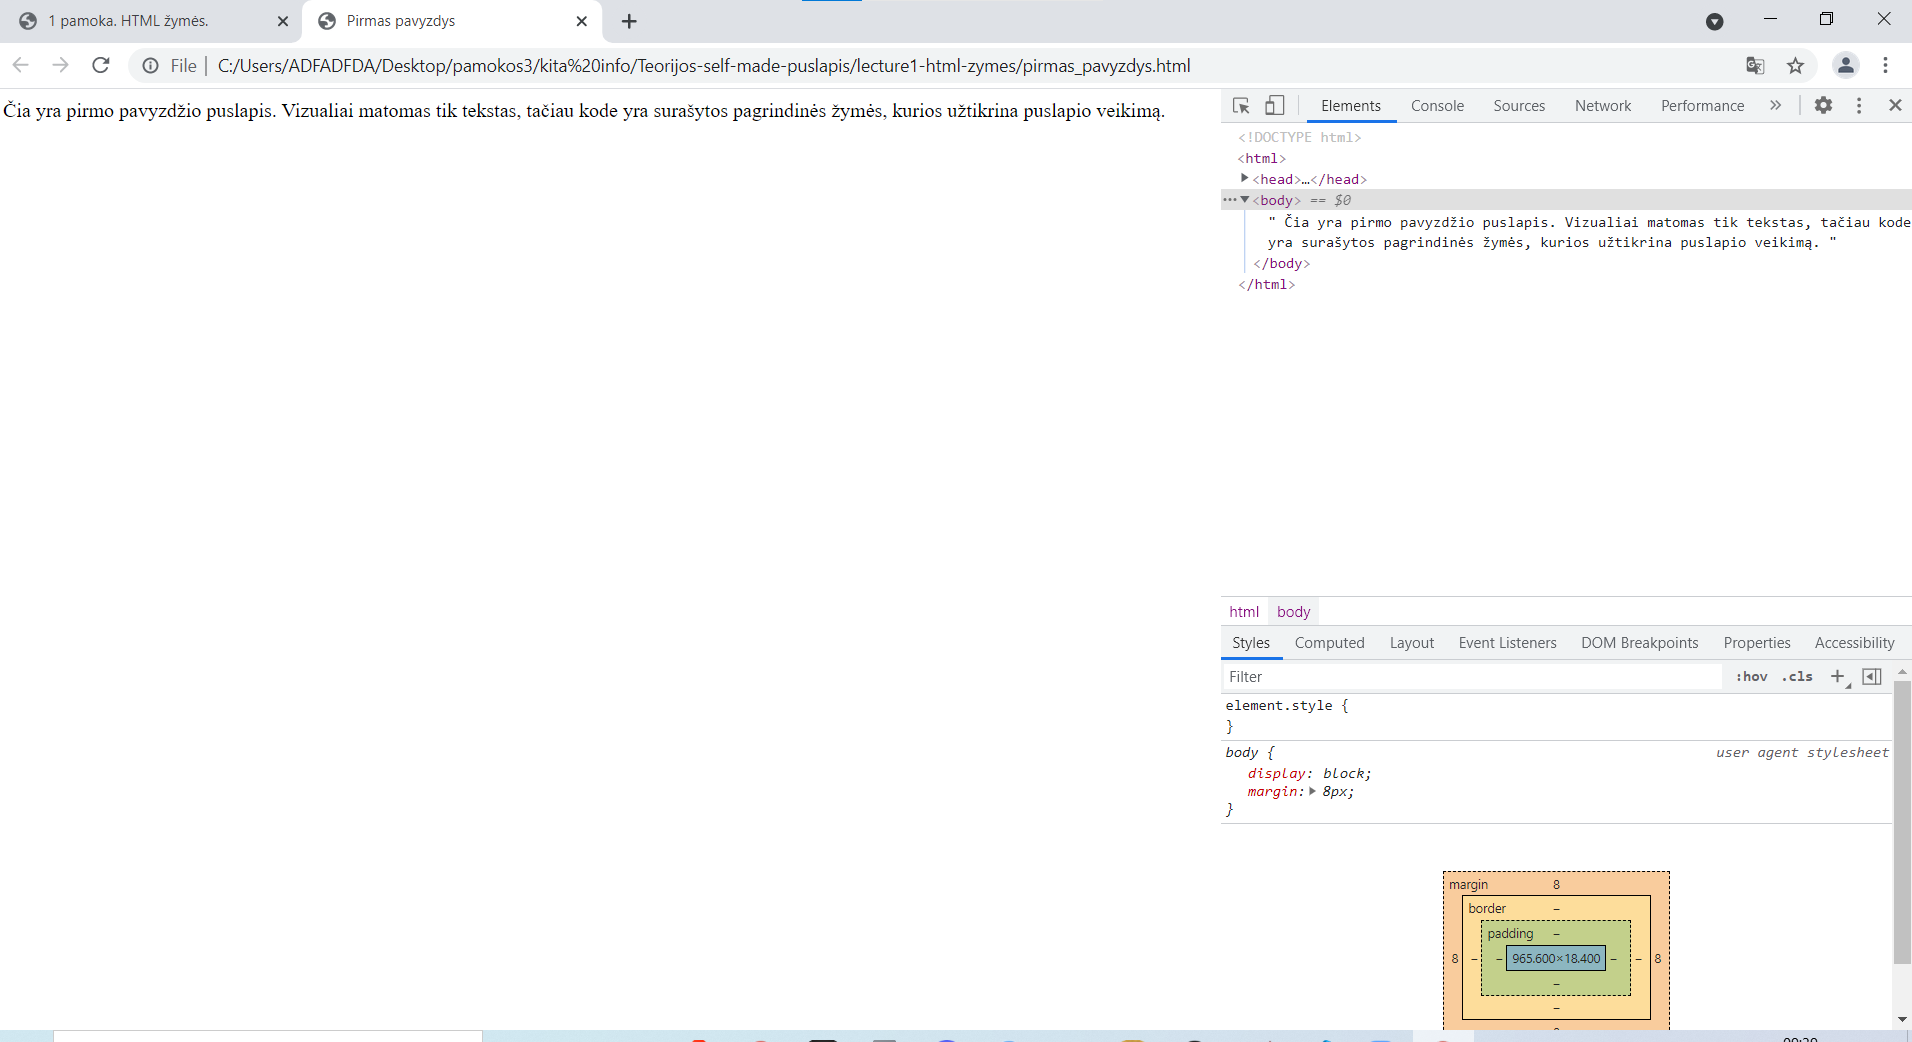 1 pamoka. HTML žymės.
Pirmas pavyzdys
File
C:/Users/ADFADFDA/Desktop/pamokos3/kita%20info/Teorijos-self-made-puslapis/lecture1-html-zymes/pirmas_pavyzdys.html
Čia yra pirmo pavyzdžio puslapis. Vizualiai matomas tik tekstas, tačiau kode yra surašytos pagrindinės žymės, kurios užtikrina puslapio veikimą.
Elements Console Sources Network Performance »
<!DOCTYPE html>
<html>
<head>…</head>
<body> == $0
" Čia yra pirmo pavyzdžio puslapis. Vizualiai matomas tik tekstas, tačiau kode
yra surašytos pagrindinės žymės, kurios užtikrina puslapio veikimą. "
</body>
</html>
html body
Styles Computed Layout Event Listeners DOM Breakpoints Properties Accessibility
Filter :hov .cls +
element.style {
}
body { user agent stylesheet
display: block;
margin: 8px;
}
margin 8
border –
padding –
8 – – 965.600×18.400 – – 8
–
–